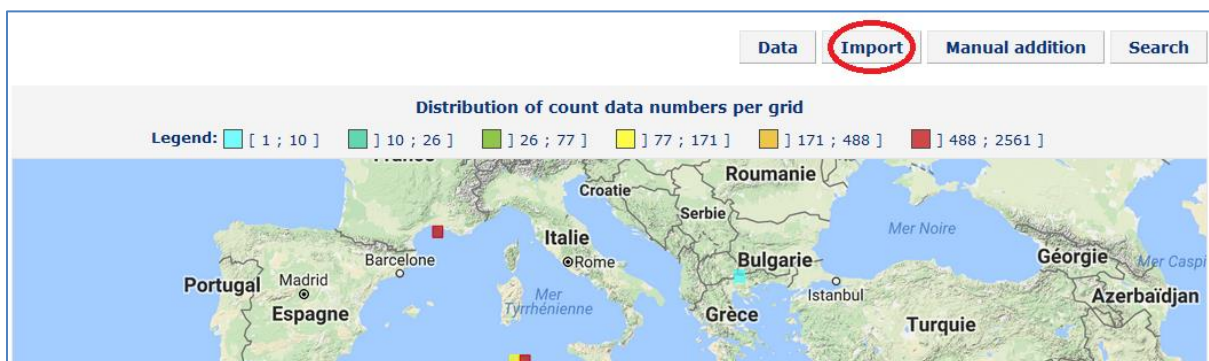 Data Import Manual addition Search
Distribution of count data numbers per grid
Legend: [ 1 ; 10 ] ] 10 ; 26 ] ] 26 ; 77 ] ] 77 ; 171 ] ] 171 ; 488 ] ] 488 ; 2561 ]
Roumanie
Croatie
Serbie
Mer Noire
Italie
Barcelone
Rome
Bulgarie
Géorgie
Mer Caspi
Portugal
Madrid
Istanbul
Azerbaïdjan
Espagne
Mer
Tyrrhénienne
Grèce
Turquie